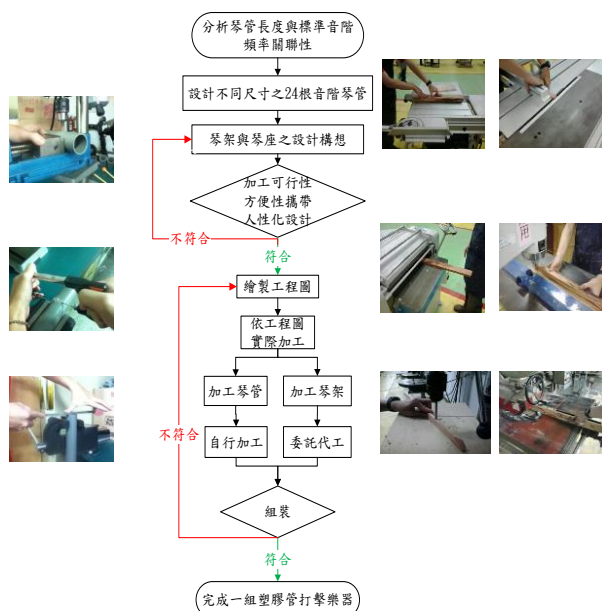 分析琴管長度與標準音階
頻率關聯性
設計不同尺寸之24根音階琴管
琴架與琴座之設計構想
加工可行性
方便性攜帶
人性化設計
不符合
符合
繪製工程圖
依工程圖
實際加工
加工琴管
加工琴架
不符合
自行加工
委託代工
組裝
符合
完成一組塑膠管打擊樂器